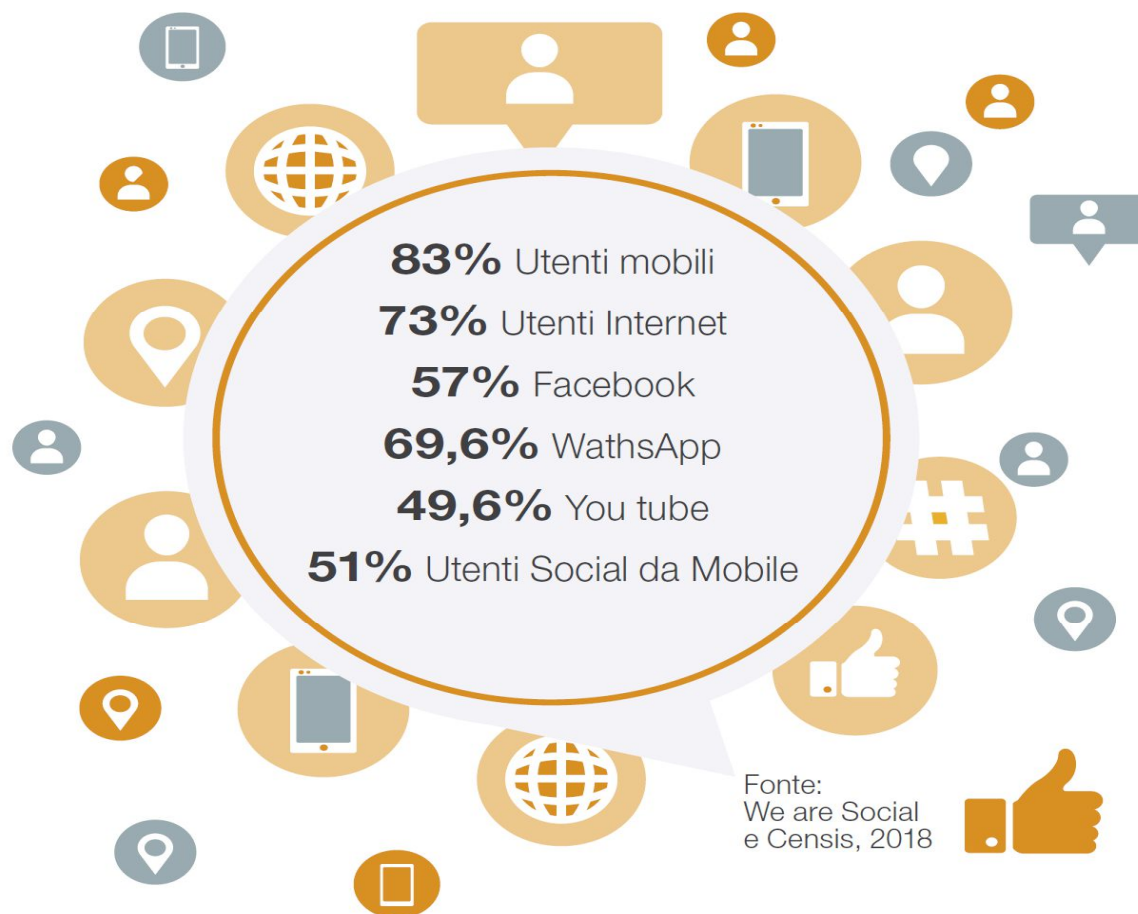 83% Utenti mobili
73% Utenti Internet
57% Facebook
69,6% WathsApp
49,6% You tube
51% Utenti Social da Mobile
Fonte:
We are Social
e Censis, 2018